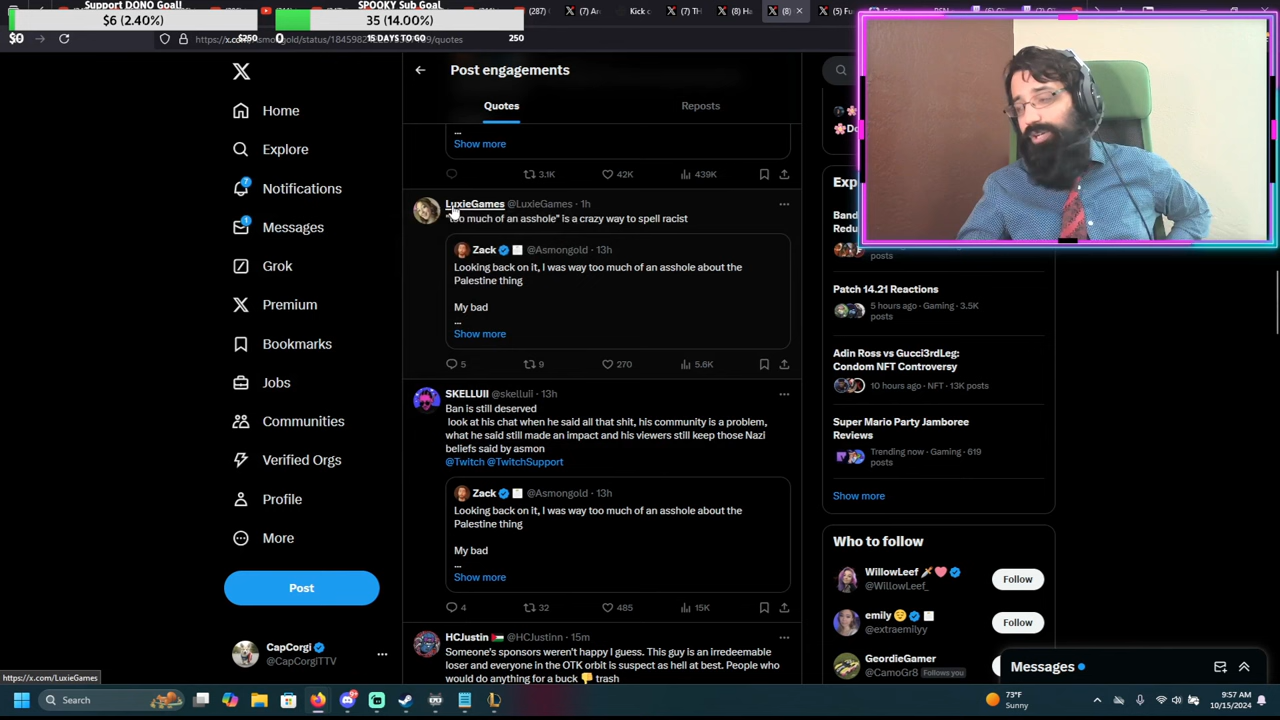 Support DONO Goal
$6 (2.40%)
$0
$250
SPOOKY Sub Goal
35 (14.00%)
0
15 DAYS TO GO
250
Kick
Home
Explore
7
Notifications
1
Messages
Grok
Premium
Bookmarks
Jobs
Communities
Verified Orgs
Profile
More
Post
CapCorgi
@CapCorgiTTV
https://x.com/LuxieGames
Post engagements
Quotes
Reposts
...
Show more
3.1K
42K
439K
LuxieGames @LuxieGames · 1h
"too much of an asshole" is a crazy way to spell racist
Zack @Asmongold · 13h
Looking back on it, I was way too much of an asshole about the
Palestine thing
My bad
...
Show more
5
9
270
5.6K
SKELLUII @skelluii · 13h
Ban is still deserved
look at his chat when he said all that shit, his community is a problem,
what he said still made an impact and his viewers still keep those Nazi
beliefs said by asmon
@Twitch @TwitchSupport
Zack @Asmongold · 13h
Looking back on it, I was way too much of an asshole about the
Palestine thing
My bad
...
Show more
4
32
485
15K
HCJustin @HCJustinn · 15m
Someone's sponsors weren't happy I guess. This guy is an irredeemable
loser and everyone in the OTK orbit is suspect as hell at best. People who
would do anything for a buck trash
posts
Patch 14.21 Reactions
5 hours ago · Gaming · 3.5K
posts
Adin Ross vs Gucci3rdLeg:
Condom NFT Controversy
10 hours ago · NFT · 13K posts
Super Mario Party Jamboree
Reviews
Trending now · Gaming · 619
posts
Show more
Who to follow
WillowLeef
@WillowLeef_
Follow
emily
@extraemilyy
Follow
GeordieGamer
@CamoGr8 Follows you
Messages
Search
73°F
Sunny
9:57 AM
10/15/2024